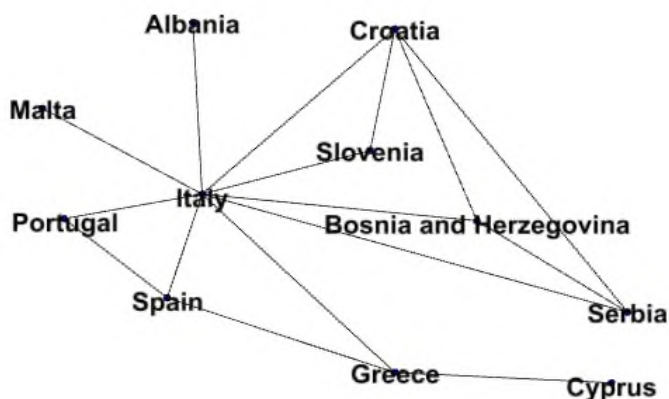 Albania
Croatia
Malta
Slovenia
Italy
Portugal
Bosnia and Herzegovina
Spain
Serbia
Greece
Cyprus